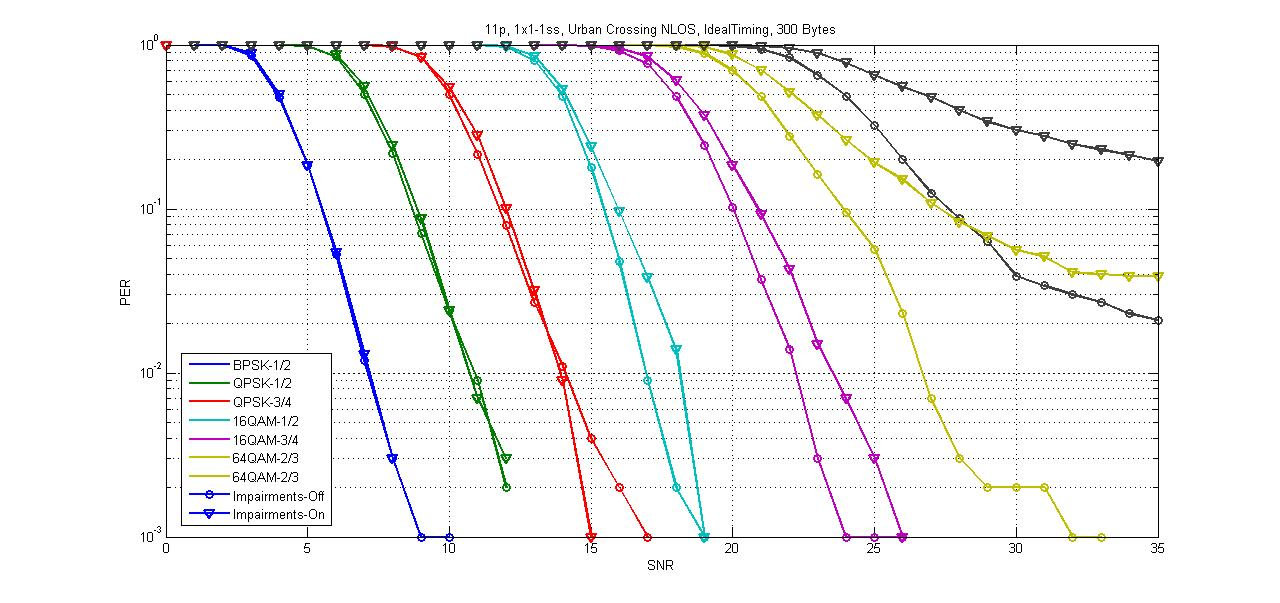 11p, 1x1-1ss, Urban Crossing NLOS, IdealTiming, 300 Bytes
10^0
10^-1
10^-2
10^-3
PER
BPSK-1/2
QPSK-1/2
QPSK-3/4
16QAM-1/2
16QAM-3/4
64QAM-2/3
64QAM-2/3
Impairments-Off
Impairments-On
0 5 10 15 20 25 30 35
SNR